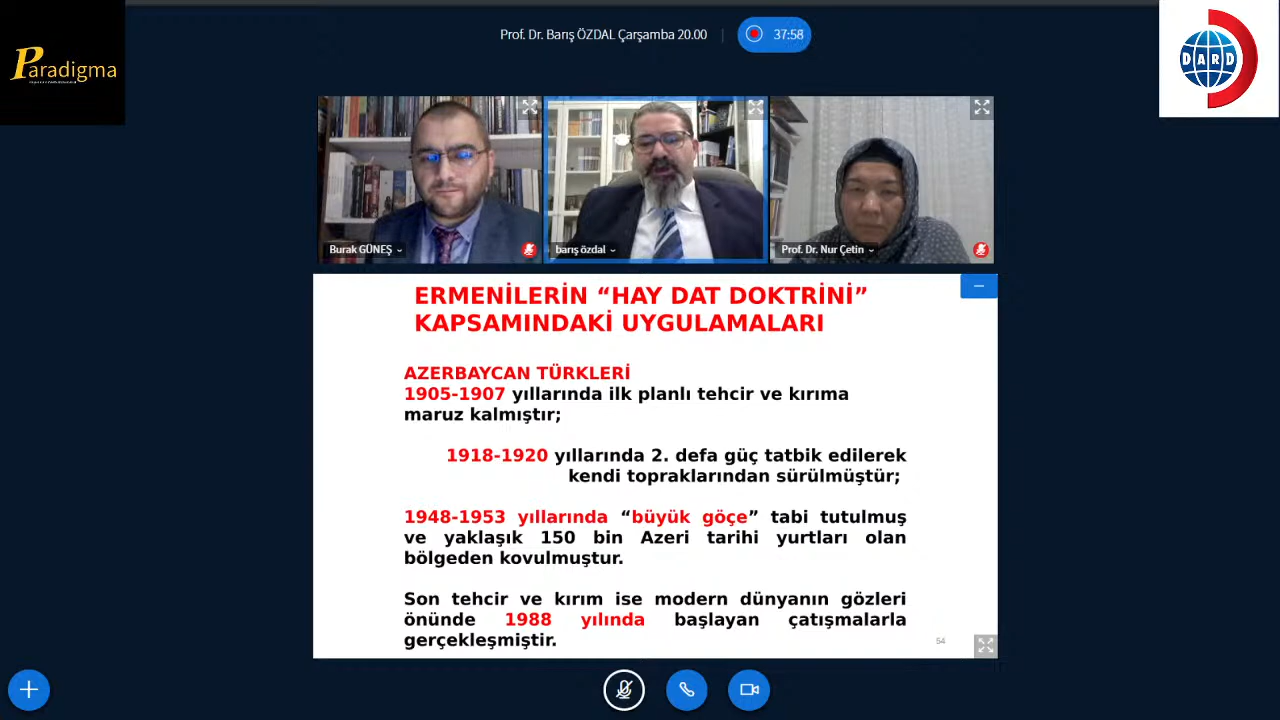 Prof. Dr. Barış ÖZDAL Çarşamba 20.00
37:58
Paradigma
DARD
Burak GÜNEŞ
barış özdal
Prof. Dr. Nur Çetin
ERMENİLERİN “HAY DAT DOKTRİNİ”
KAPSAMINDAKİ UYGULAMALARI
AZERBAYCAN TÜRKLERİ
1905-1907 yıllarında ilk planlı tehcir ve kırıma
maruz kalmıştır;
1918-1920 yıllarında 2. defa güç tatbik edilerek
kendi topraklarından sürülmüştür;
1948-1953 yıllarında “büyük göçe” tabi tutulmuş
ve yaklaşık 150 bin Azeri tarihi yurtları olan
bölgeden kovulmuştur.
Son tehcir ve kırım ise modern dünyanın gözleri
önünde 1988 yılında başlayan çatışmalarla
gerçekleşmiştir.
54